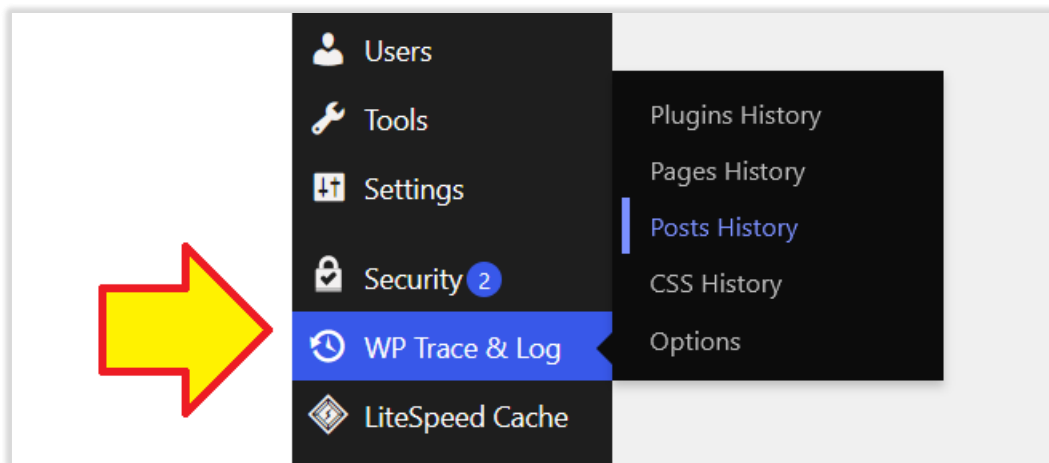 Users
Tools
Settings
Security 2
WP Trace & Log
LiteSpeed Cache
Plugins History
Pages History
Posts History
CSS History
Options